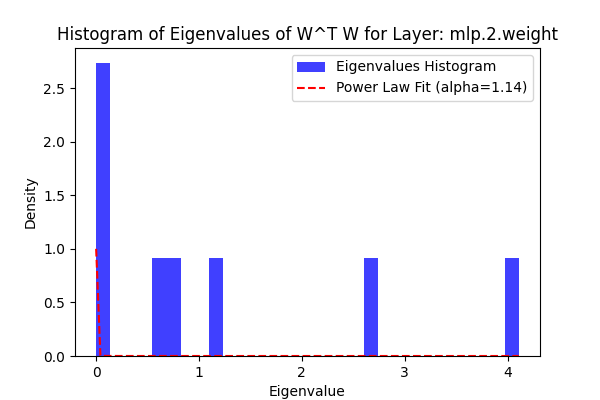 Histogram of Eigenvalues of W^T W for Layer: mlp.2.weight
Eigenvalues Histogram
Power Law Fit (alpha=1.14)
Density
2.5
2.0
1.5
1.0
0.5
0.0
0 1 2 3 4
Eigenvalue